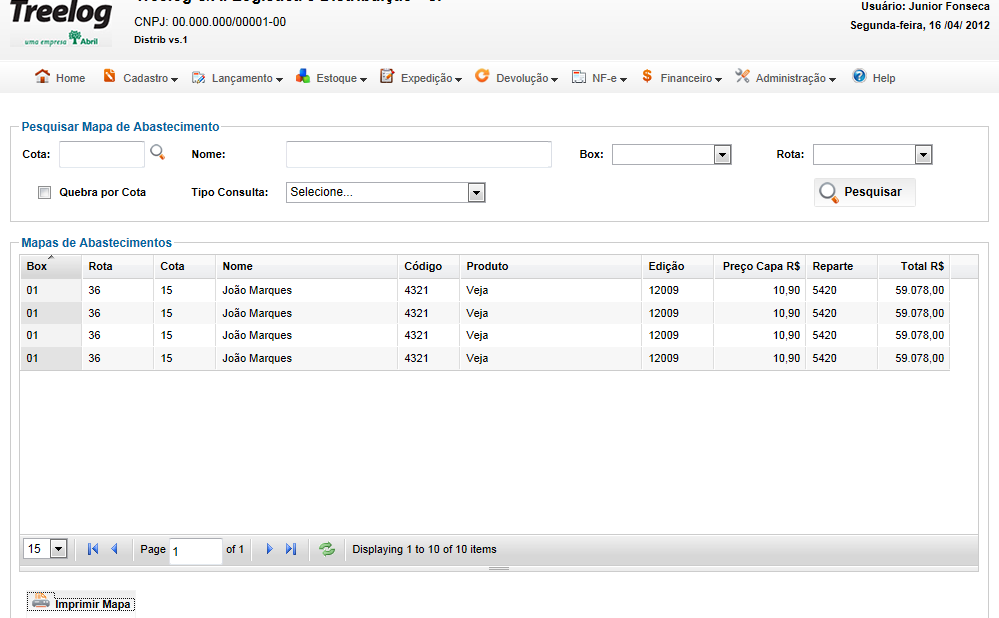 Treelog
uma empresa Abril
CNPJ: 00.000.000/00001-00
Distrib vs.1
Usuário: Junior Fonseca
Segunda-feira, 16 /04/ 2012
Home Cadastro Lançamento Estoque Expedição Devolução NF-e Financeiro Administração Help
Pesquisar Mapa de Abastecimento
Cota: Nome: Box: Rota:
Quebra por Cota Tipo Consulta: Selecione... Pesquisar
Mapas de Abastecimentos
Box Rota Cota Nome Código Produto Edição Preço Capa R$ Reparte Total R$
01 36 15 João Marques 4321 Veja 12009 10,90 5420 59.078,00
01 36 15 João Marques 4321 Veja 12009 10,90 5420 59.078,00
01 36 15 João Marques 4321 Veja 12009 10,90 5420 59.078,00
01 36 15 João Marques 4321 Veja 12009 10,90 5420 59.078,00
15 Page 1 of 1 Displaying 1 to 10 of 10 items
Imprimir Mapa